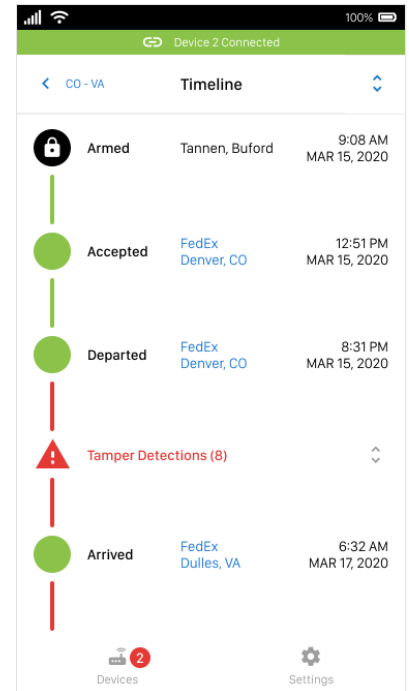 100%
Device 2 Connected
CO - VA
Timeline
Armed
Tannen, Buford
9:08 AM
MAR 15, 2020
Accepted
FedEx
Denver, CO
12:51 PM
MAR 15, 2020
Departed
FedEx
Denver, CO
8:31 PM
MAR 15, 2020
Tamper Detections (8)
Arrived
FedEx
Dulles, VA
6:32 AM
MAR 17, 2020
2
Devices
Settings